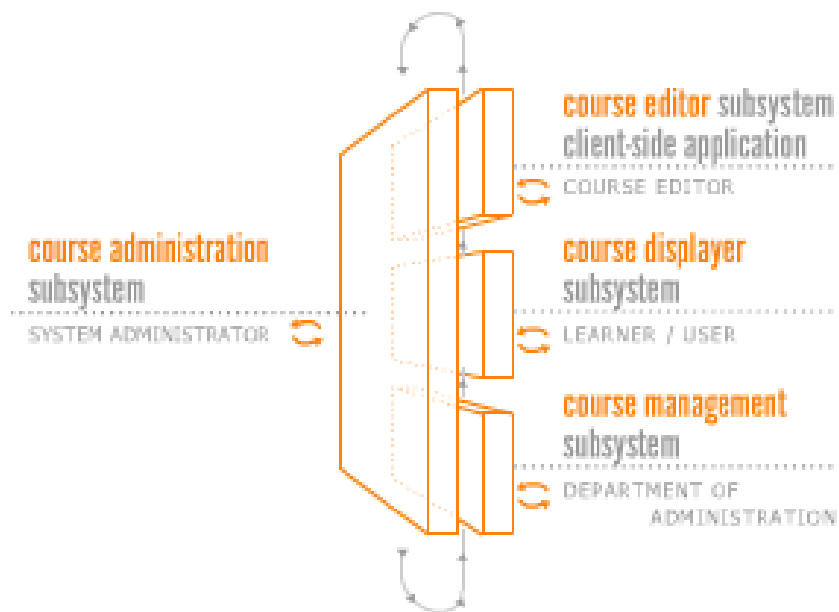 course editor subsystem
client-side application
COURSE EDITOR
course administration
subsystem
SYSTEM ADMINISTRATOR
course displayer
subsystem
LEARNER / USER
course management
subsystem
DEPARTMENT OF
ADMINISTRATION